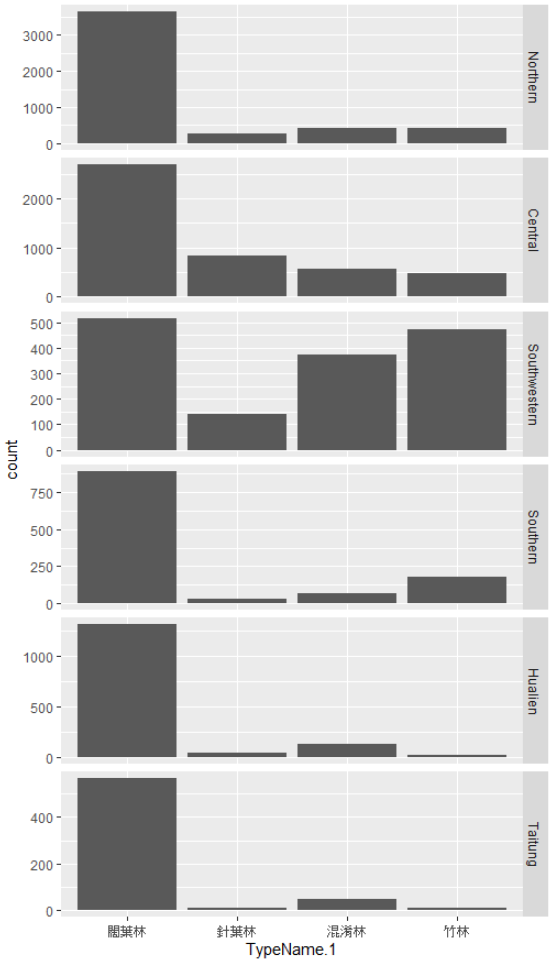 3000
2000
1000
0
Northern
2000
1000
0
Central
500
400
300
200
100
0
Southwestern
750
500
250
0
Southern
1000
500
0
Hualien
400
200
0
Taitung
count
闊葉林 針葉林 混淆林 竹林
TypeName.1